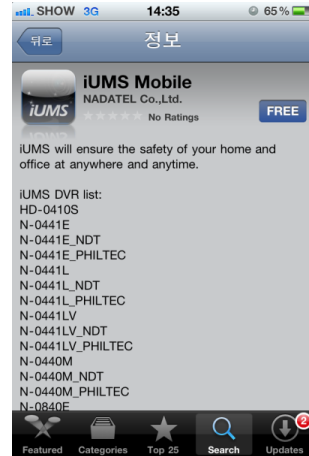 SHOW 3G 14:35 65%
뒤로 정보
iUMS
iUMS Mobile
NADATEL Co.,Ltd.
No Ratings
FREE
iUMS will ensure the safety of your home and
office at anywhere and anytime.
iUMS DVR list:
HD-0410S
N-0441E
N-0441E_NDT
N-0441E_PHILTEC
N-0441L
N-0441L_NDT
N-0441L_PHILTEC
N-0441LV
N-0441LV_NDT
N-0441LV_PHILTEC
N-0440M
N-0440M_NDT
N-0440M_PHILTEC
N-0840E
2
Featured Categories Top 25 Search Updates